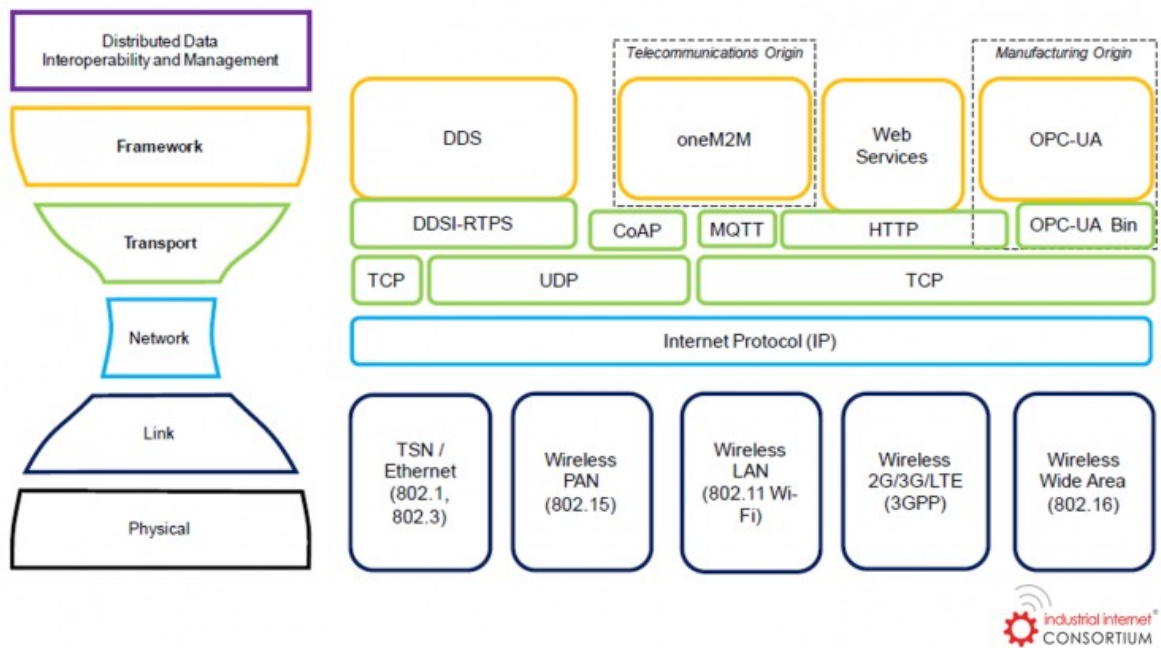 Distributed Data
Interoperability and Management
Framework
Transport
Network
Link
Physical
Telecommunications Origin
Manufacturing Origin
DDS
oneM2M
Web
Services
OPC-UA
DDSI-RTPS
CoAP
MQTT
HTTP
OPC-UA Bin
TCP
UDP
TCP
Internet Protocol (IP)
TSN /
Ethernet
(802.1,
802.3)
Wireless
PAN
(802.15)
Wireless
LAN
(802.11 Wi-
Fi)
Wireless
2G/3G/LTE
(3GPP)
Wireless
Wide Area
(802.16)
industrial internet®
CONSORTIUM